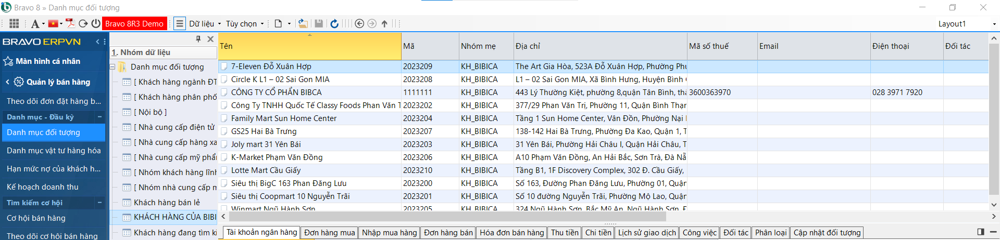 Bravo 8 » Danh mục đối tượng
A
Bravo 8R3 Demo
Dữ liệu
Tùy chọn
Layout1
BRAVO ERPVN
Màn hình cá nhân
Quản lý bán hàng
Theo dõi đơn đặt hàng b...
Danh mục - Đầu kỳ
Danh mục đối tượng
Danh mục vật tư hàng hóa
Hạn mức nợ của khách h...
Kế hoạch doanh thu
Tìm kiếm cơ hội
Cơ hội bán hàng
Theo dõi cơ hội bán hàng
1. Nhóm dữ liệu
Danh mục đối tượng
[ Khách hàng ngành ĐT
[ Khách hàng phân phố
[ Nội bộ ]
[ Nhà cung cấp điện tử
[ Nhà cung cấp hàng xa
[ Nhà cung cấp mỹ phẩ
[ Nhóm khách hàng lĩnh
[ Nhóm nhà cung cấp m
Khách hàng bán lẻ
KHÁCH HÀNG CỦA BIBI
Khách hàng đang tìm ki
Tên Mã Nhóm mẹ Địa chỉ Mã số thuế Email Điện thoại Đối tác
7-Eleven Đỗ Xuân Hợp 2023209 KH_BIBICA The Art Gia Hòa, 523A Đỗ Xuân Hợp, Phường Phu
Circle K L1 – 02 Sai Gon MIA 2023208 KH_BIBICA L1 – 02 Sai Gon MIA, Xã Bình Hưng, Huyện Bình
CÔNG TY CỔ PHẨN BIBCA 1111111 KH_BIBICA 443 Lý Thường Kiệt, phường 8,quận Tân Bình, thà 3600363970 028 3971 7920
Công Ty TNHH Quốc Tế Classy Foods Phan Văn T 2023202 KH_BIBICA 377/29 Phan Văn Trị, Phường 11, Quận Bình Thạn
Family Mart Sun Home Center 2023204 KH_BIBICA Tầng 1 Sun Home Center, Vân Đồn, Phường Nại
GS25 Hai Bà Trưng 2023207 KH_BIBICA 138-142 Hai Bà Trưng, Phường Đa Kao, Quận 1, T
Joly mart 31 Yên Bái 2023203 KH_BIBICA 31 Yên Bái, Phường Hải Châu I, Quận Hải Châu, T
K-Market Phạm Văn Đồng 2023206 KH_BIBICA A10 Phạm Văn Đồng, An Hải Bắc, Sơn Trà, Đà Nẵ
Lotte Mart Cầu Giấy 2023210 KH_BIBICA Tầng B1, 1F Discovery Complex, 302 Đ. Cầu Giấy,
Siêu thị BigC 163 Phan Đăng Lưu 2023200 KH_BIBICA Số 163, Đường Phan Đăng Lưu, Phường 01, Quận
Siêu thị Coopmart 10 Nguyễn Trãi 2023201 KH_BIBICA Số 10 đường Nguyễn Trãi, Phường Mộ Lao, Quận
Winmart Ngũ Hành Sơn 2023205 KH_BIBICA 324 Ngũ Hành Sơn, Bắc Mỹ An, Ngũ Hành Sơn, Đ
Tài khoản ngân hàng Đơn hàng mua Nhập mua hàng Đơn hàng bán Hóa đơn bán hàng Thu tiền Chi tiền Lịch sử giao dịch Công việc Đối tác Phân loại Cập nhật đối tượng